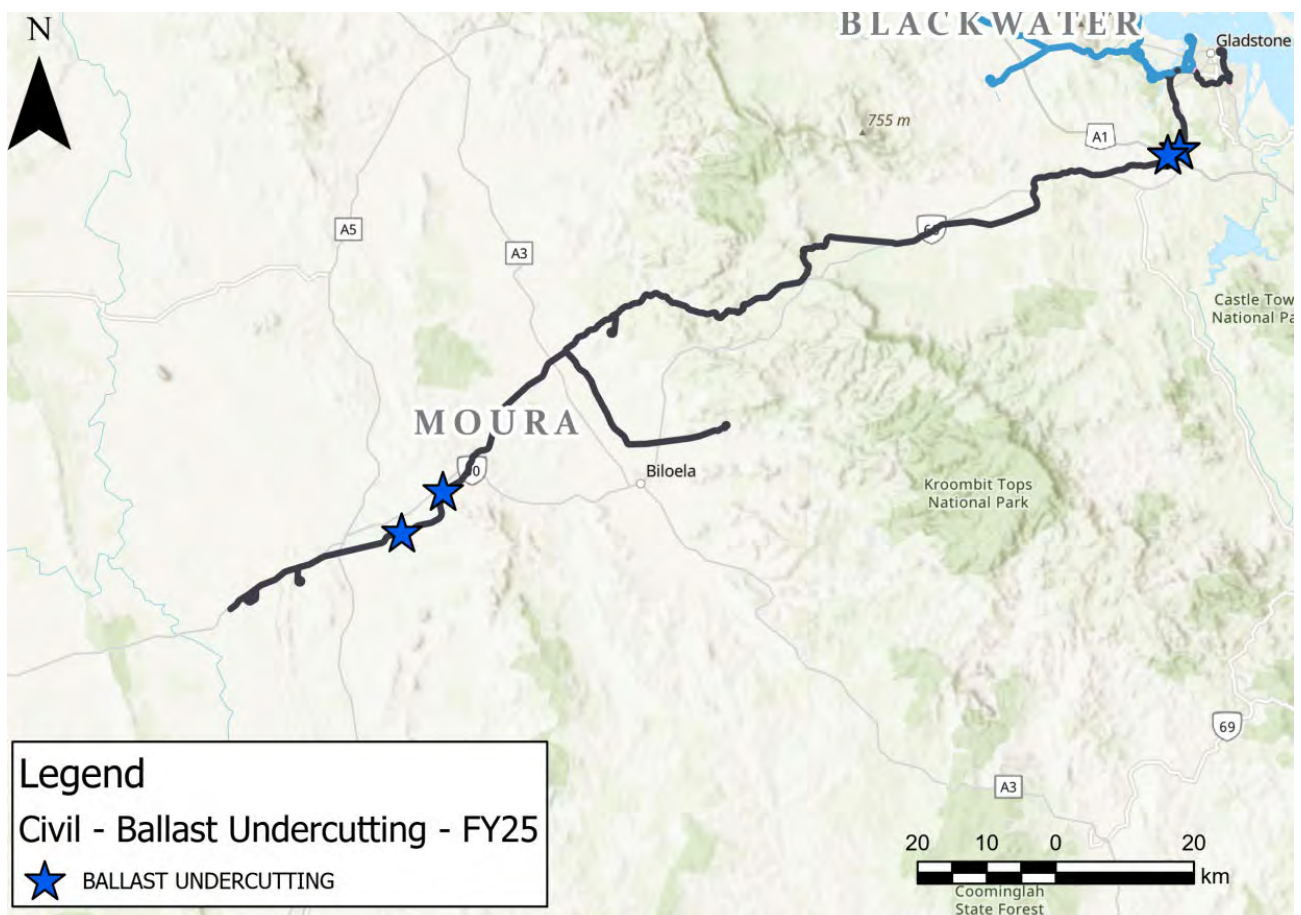 N
BLACKWATER
Gladstone
755 m
A1
A5
A3
Castle Tow
National Pa
MOURA
Biloela
Kroombit Tops
National Park
69
A3
Legend
Civil - Ballast Undercutting - FY25
BALLAST UNDERCUTTING
20 10 0 20
km
Coominglah
State Forest